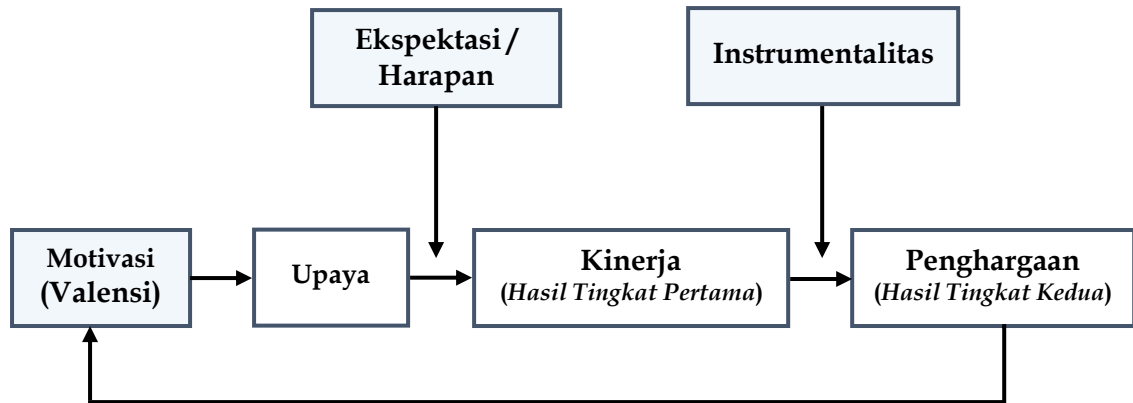 Ekspektasi /
Harapan
Instrumentalitas
Motivasi
(Valensi)
Upaya
Kinerja
(Hasil Tingkat Pertama)
Penghargaan
(Hasil Tingkat Kedua)